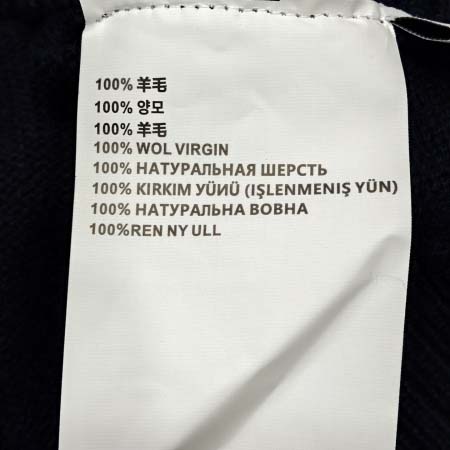 100% 羊毛
100% 양모
100% 羊毛
100% WOL VIRGIN
100% НАТУРАЛЬНАЯ ШЕРСТЬ
100% KIRKIM YÜNÜ (IŞLENMENIŞ YÜN)
100% НАТУРАЛЬНА ВОВНА
100%REN NY ULL